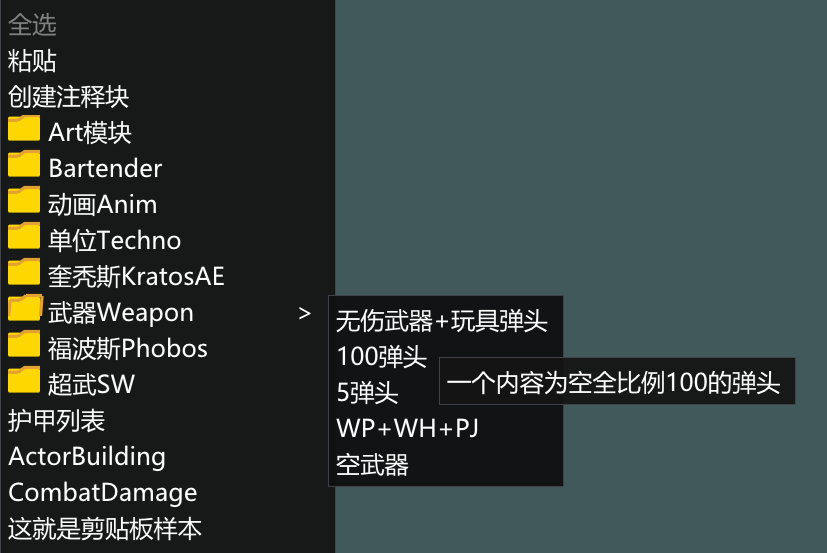 全选
粘贴
创建注释块
Art模块
Bartender
动画Anim
单位Techno
奎秃斯KratosAE
武器Weapon >
福波斯Phobos
超武SW
护甲列表
ActorBuilding
CombatDamage
这就是剪贴板样本
无伤武器+玩具弹头
100弹头
5弹头
WP+WH+PJ
空武器
一个内容为空全比例100的弹头